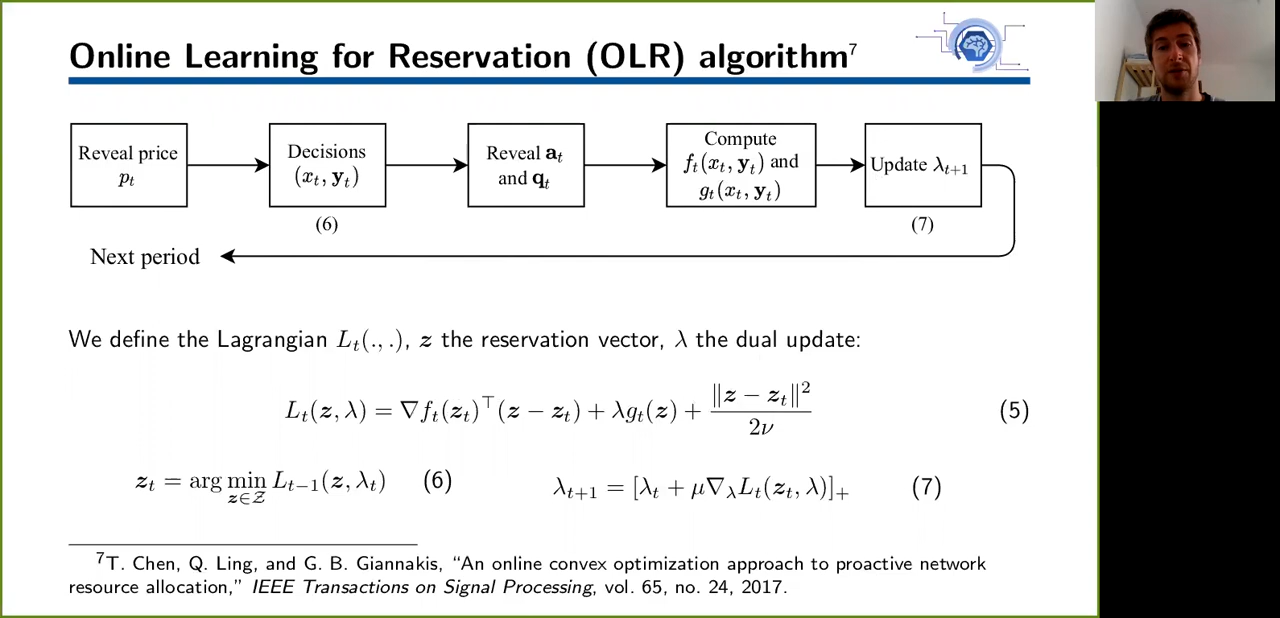 Online Learning for Reservation (OLR) algorithm⁷
Reveal price
pₜ
Decisions
(xₜ, yₜ)
(6)
Reveal aₜ
and qₜ
Compute
fₜ(xₜ, yₜ) and
gₜ(xₜ, yₜ)
Update λₜ₊₁
(7)
Next period
We define the Lagrangian Lₜ(., .), z the reservation vector, λ the dual update:
Lₜ(z, λ) = ∇fₜ(zₜ)^⊤(z − zₜ) + λgₜ(z) + ‖z − zₜ‖² / 2ν (5)
zₜ = arg min_{z∈𝒵} Lₜ₋₁(z, λₜ) (6)
λₜ₊₁ = [λₜ + μ∇_λ Lₜ(zₜ, λ)]₊ (7)
⁷T. Chen, Q. Ling, and G. B. Giannakis, “An online convex optimization approach to proactive network
resource allocation,” IEEE Transactions on Signal Processing, vol. 65, no. 24, 2017.